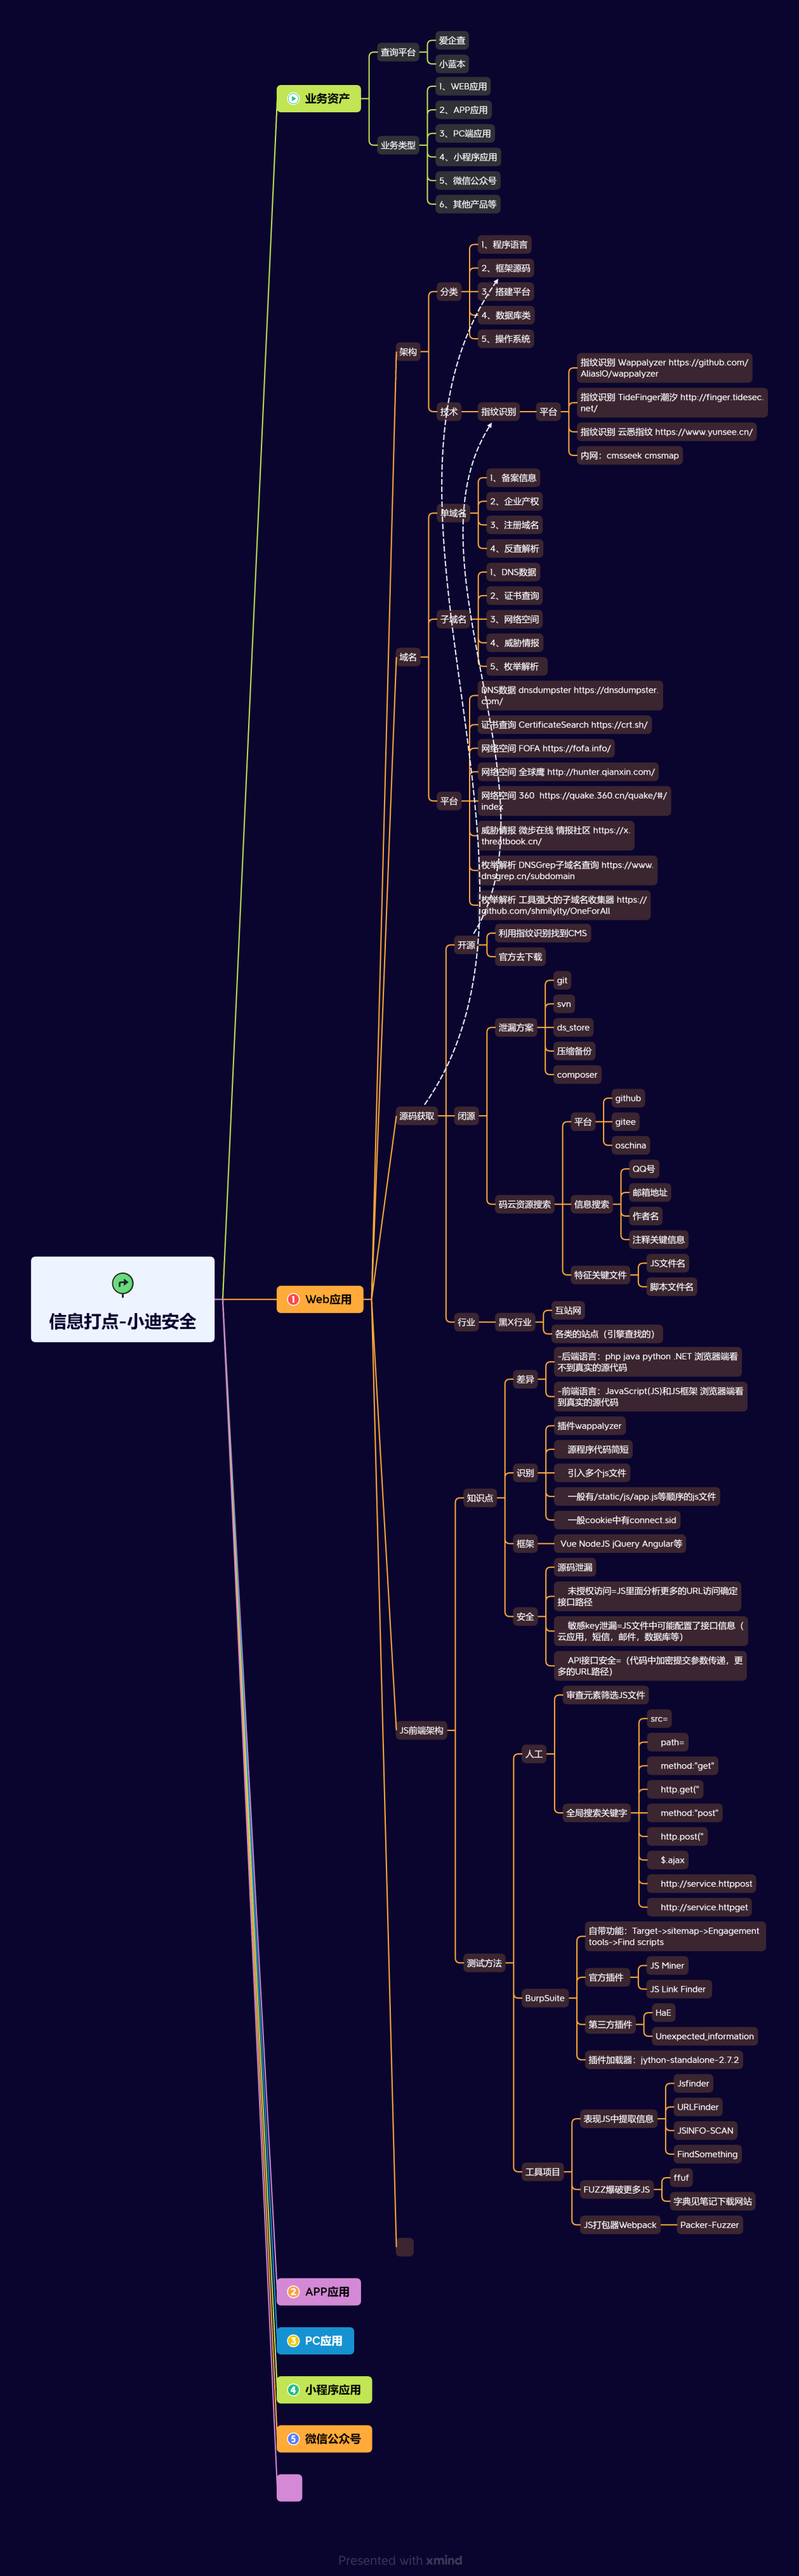 爱企查
查询平台
小蓝本
业务资产
1、WEB应用
2、APP应用
3、PC端应用
业务类型
4、小程序应用
5、微信公众号
6、其他产品等
1、程序语言
2、框架源码
分类
3、搭建平台
4、数据库类
5、操作系统
架构
指纹识别 Wappalyzer https://github.com/
AliasIO/wappalyzer
指纹识别 TideFinger潮汐 http://finger.tidesec.
net/
技术
指纹识别
平台
指纹识别 云悉指纹 https://www.yunsee.cn/
内网：cmsseek cmsmap
1、备案信息
2、企业产权
单域名
3、注册域名
4、反查解析
1、DNS数据
2、证书查询
子域名
3、网络空间
4、威胁情报
5、枚举解析
域名
DNS数据 dnsdumpster https://dnsdumpster.
com/
证书查询 CertificateSearch https://crt.sh/
网络空间 FOFA https://fofa.info/
网络空间 全球鹰 http://hunter.qianxin.com/
平台
网络空间 360  https://quake.360.cn/quake/#/
index
威胁情报 微步在线 情报社区 https://x.
threatbook.cn/
枚举解析 DNSGrep子域名查询 https://www.
dnsgrep.cn/subdomain
枚举解析 工具强大的子域名收集器 https://
github.com/shmilylty/OneForAll
开源
利用指纹识别找到CMS
官方去下载
git
svn
泄漏方案
ds_store
压缩备份
composer
源码获取
闭源
github
平台
gitee
oschina
QQ号
邮箱地址
码云资源搜索
信息搜索
作者名
注释关键信息
JS文件名
特征关键文件
脚本文件名
信息打点-小迪安全
Web应用
行业
黑X行业
互站网
各类的站点（引擎查找的）
-后端语言：php java python .NET 浏览器端看
不到真实的源代码
差异
-前端语言：JavaScript(JS)和JS框架 浏览器端看
到真实的源代码
插件wappalyzer
源程序代码简短
识别
引入多个js文件
一般有/static/js/app.js等顺序的js文件
一般cookie中有connect.sid
知识点
框架
Vue NodeJS jQuery Angular等
源码泄漏
未授权访问=JS里面分析更多的URL访问确定
接口路径
安全
敏感key泄漏=JS文件中可能配置了接口信息（
云应用，短信，邮件，数据库等）
API接口安全=（代码中加密提交参数传递，更
多的URL路径）
JS前端架构
审查元素筛选JS文件
人工
src=
path=
method:"get"
http.get("
全局搜索关键字
method:"post"
http.post("
$.ajax
http://service.httppost
http://service.httpget
测试方法
自带功能：Target->sitemap->Engagement
tools->Find scripts
JS Miner
官方插件
JS Link Finder
BurpSuite
HaE
第三方插件
Unexpected_information
插件加载器：jython-standalone-2.7.2
Jsfinder
URLFinder
表现JS中提取信息
JSINFO-SCAN
FindSomething
工具项目
ffuf
FUZZ爆破更多JS
字典见笔记下载网站
JS打包器Webpack
Packer-Fuzzer
APP应用
PC应用
小程序应用
微信公众号
Presented with xmind